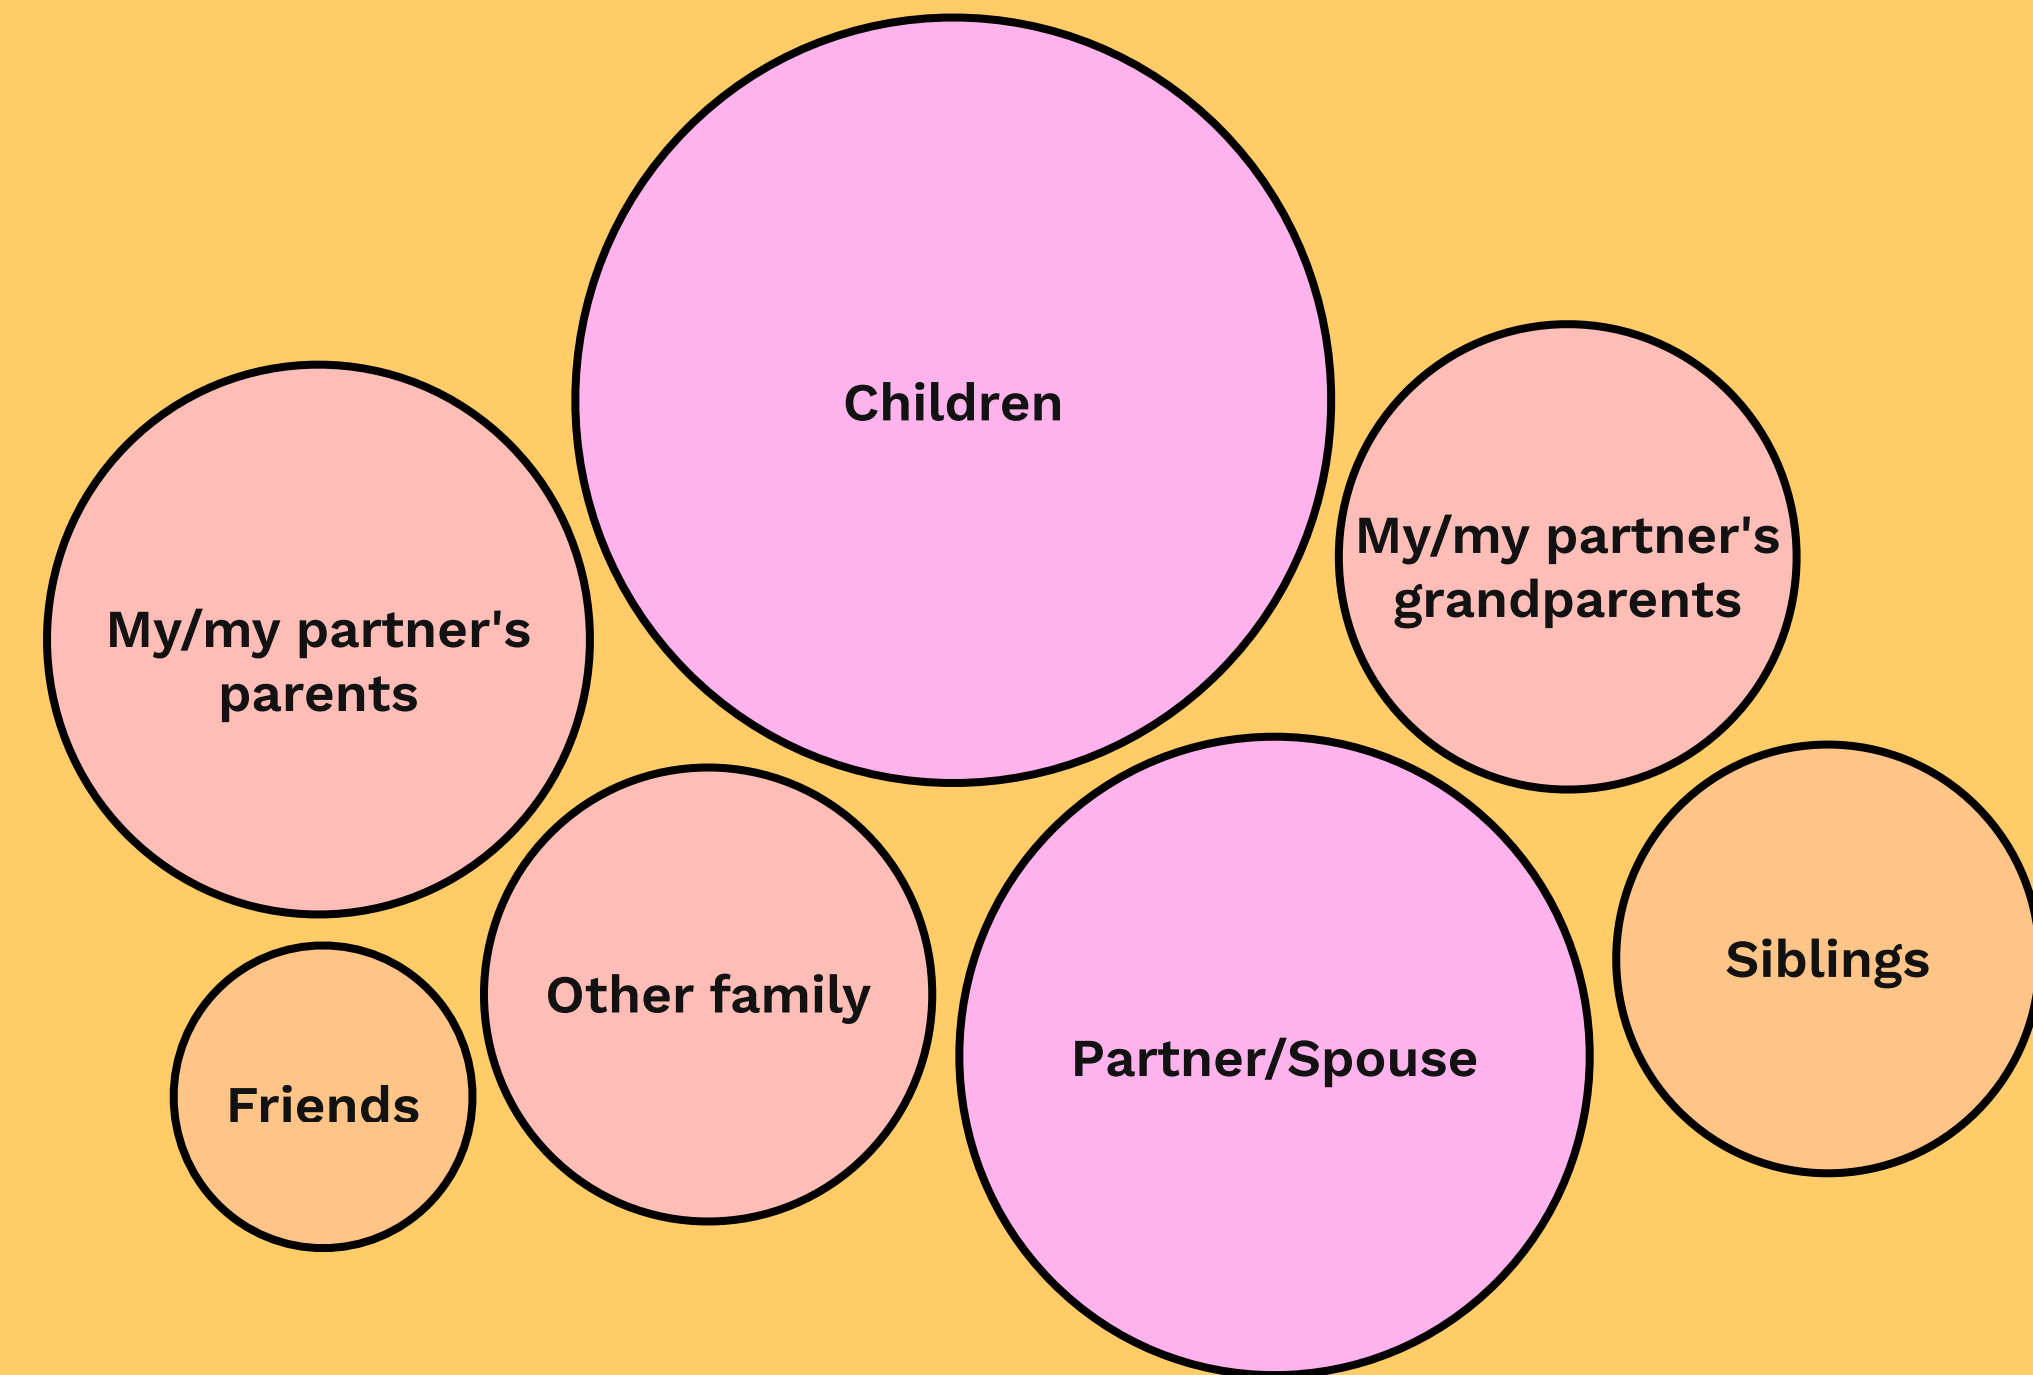 Children
My/my partner's
grandparents
My/my partner's
parents
Other family
Partner/Spouse
Siblings
Friends